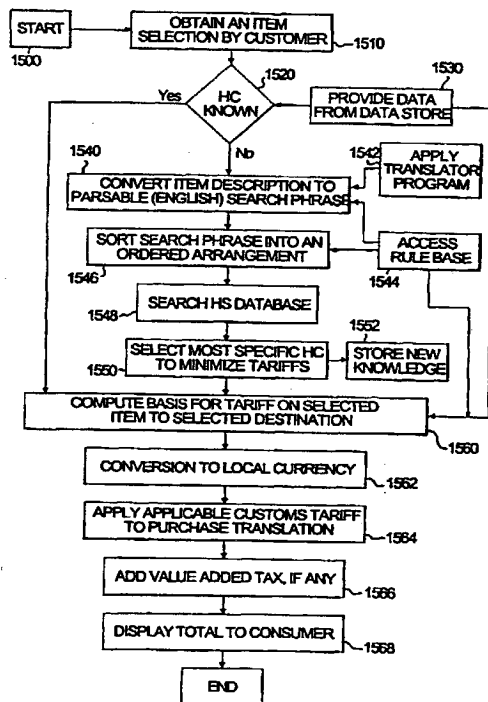 START
1500
OBTAIN AN ITEM
SELECTION BY CUSTOMER
1510
1520
HC
KNOWN
Yes
No
1530
PROVIDE DATA
FROM DATA STORE
1540
CONVERT ITEM DESCRIPTION TO
PARSABLE (ENGLISH) SEARCH PHRASE
1542
APPLY
TRANSLATOR
PROGRAM
SORT SEARCH PHRASE INTO AN
ORDERED ARRANGEMENT
1546
ACCESS
RULE BASE
1544
SEARCH HS DATABASE
1548
1552
SELECT MOST SPECIFIC HC
TO MINIMIZE TARIFFS
1550
STORE NEW
KNOWLEDGE
COMPUTE BASIS FOR TARIFF ON SELECTED
ITEM TO SELECTED DESTINATION
1560
CONVERSION TO LOCAL CURRENCY
1562
APPLY APPLICABLE CUSTOMS TARIFF
TO PURCHASE TRANSLATION
1564
ADD VALUE ADDED TAX, IF ANY
1566
DISPLAY TOTAL TO CONSUMER
1568
END